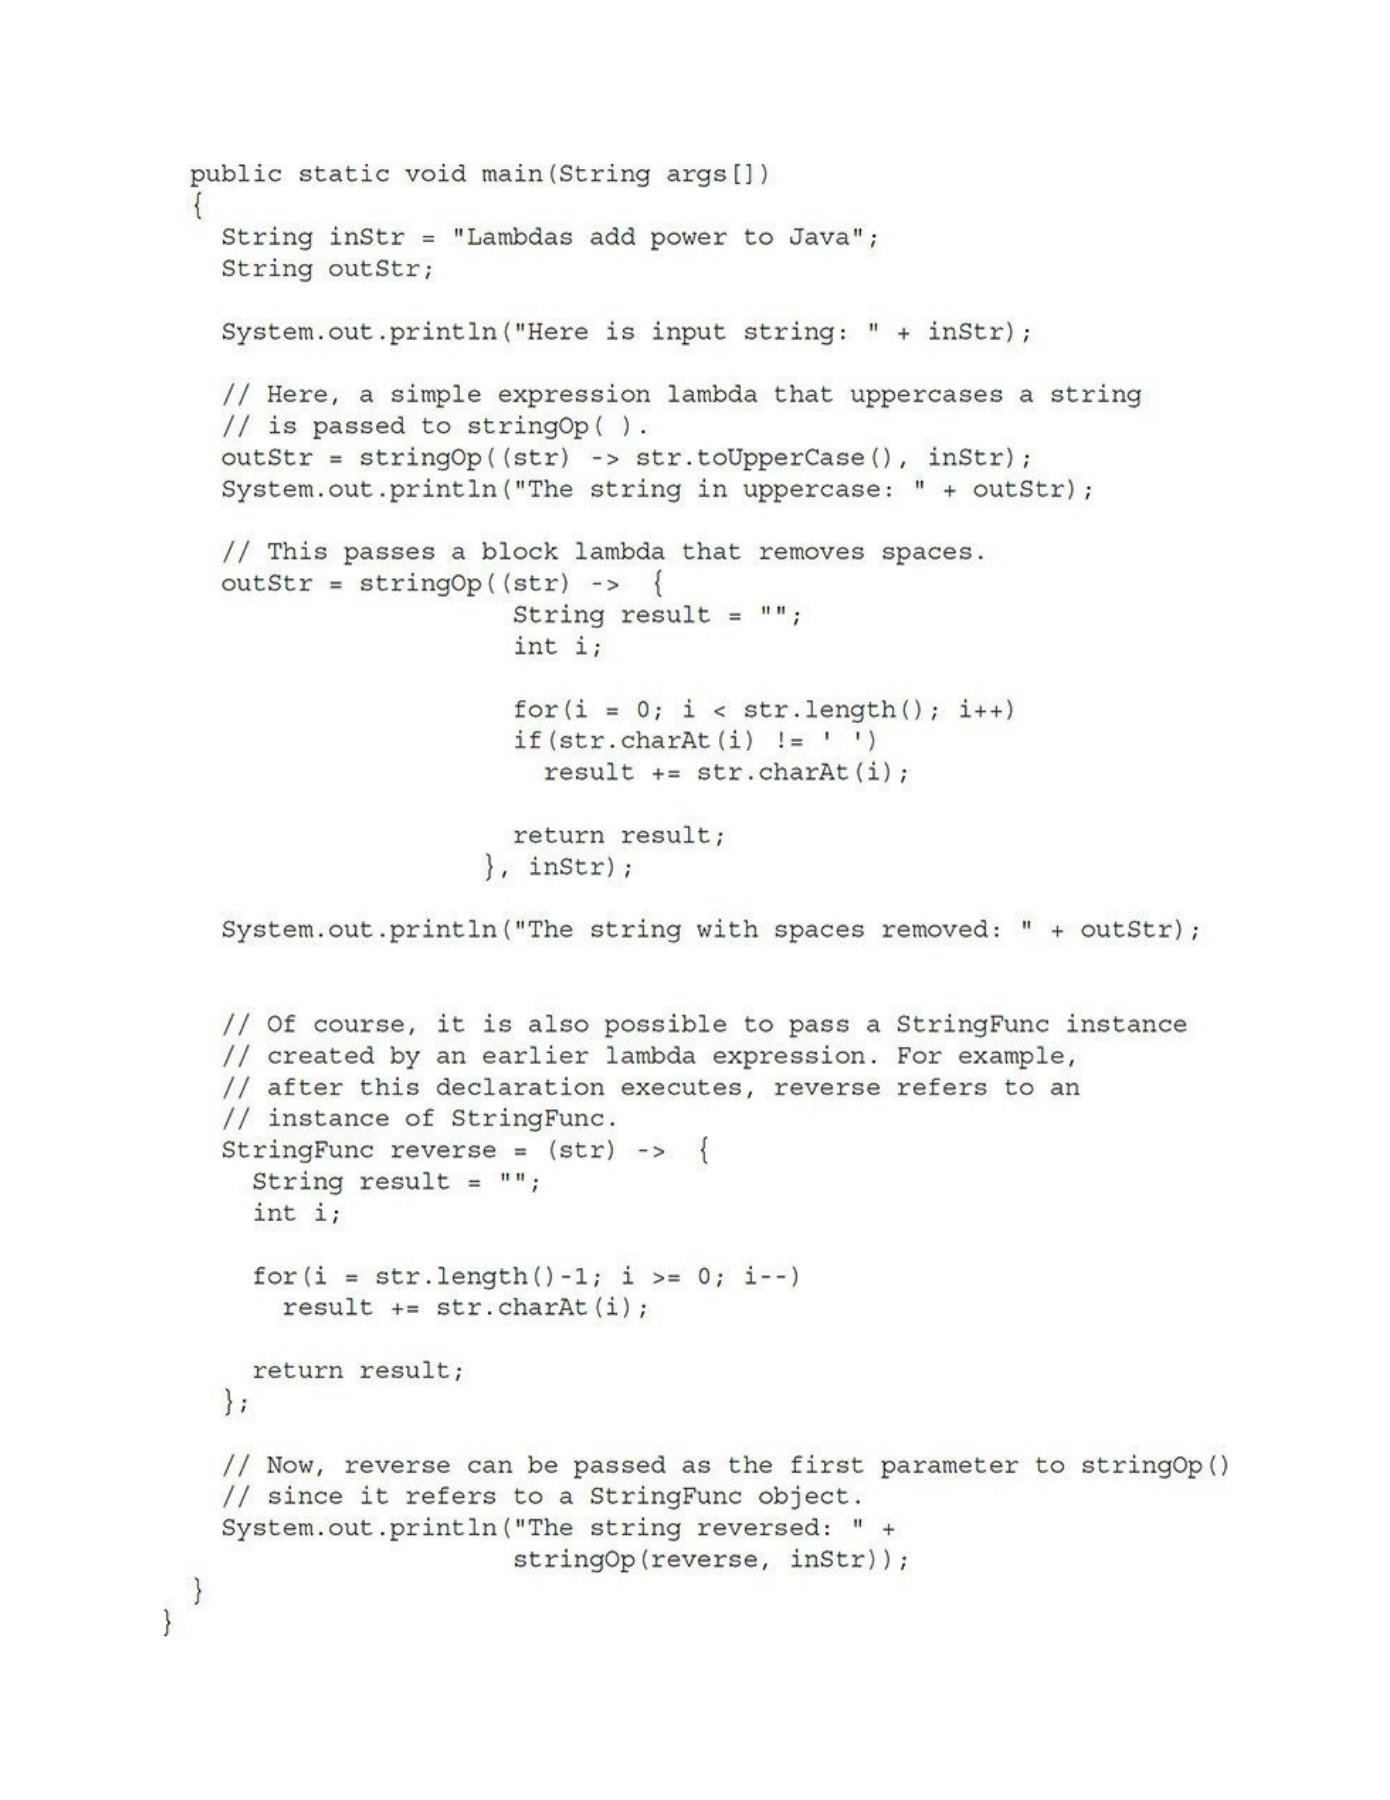 public static void main(String args[])
{
String inStr = "Lambdas add power to Java";
String outStr;
System.out.println("Here is input string: " + inStr);
// Here, a simple expression lambda that uppercases a string
// is passed to stringOp( ).
outStr = stringOp((str) -> str.toUpperCase(), inStr);
System.out.println("The string in uppercase: " + outStr);
// This passes a block lambda that removes spaces.
outStr = stringOp((str) -> {
String result = "";
int i;
for(i = 0; i < str.length(); i++)
if(str.charAt(i) != ' ')
result += str.charAt(i);
return result;
}, inStr);
System.out.println("The string with spaces removed: " + outStr);
// Of course, it is also possible to pass a StringFunc instance
// created by an earlier lambda expression. For example,
// after this declaration executes, reverse refers to an
// instance of StringFunc.
StringFunc reverse = (str) -> {
String result = "";
int i;
for(i = str.length()-1; i >= 0; i--)
result += str.charAt(i);
return result;
};
// Now, reverse can be passed as the first parameter to stringOp()
// since it refers to a StringFunc object.
System.out.println("The string reversed: " +
stringOp(reverse, inStr));
}
}